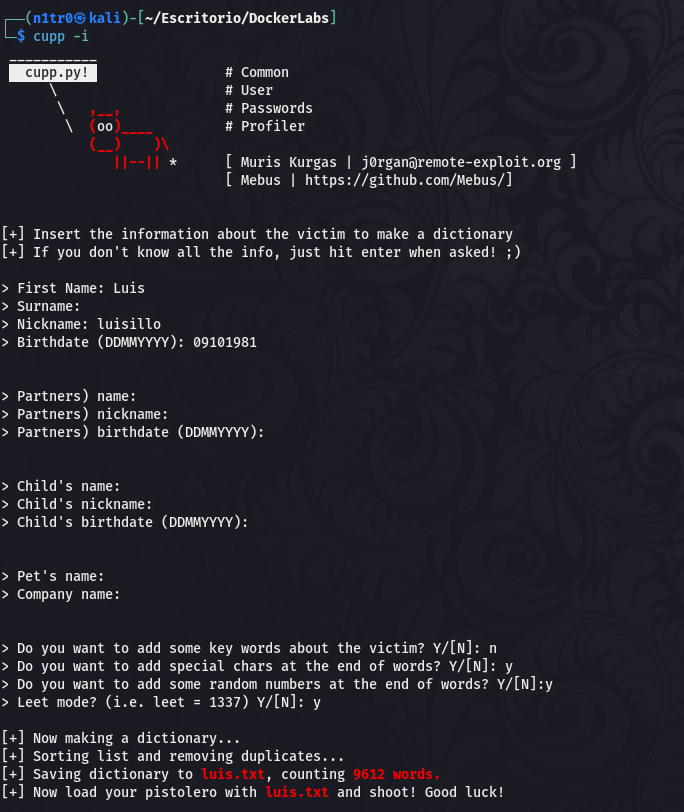 ┌──(n1tr0㉿kali)-[~/Escritorio/DockerLabs]
└─$ cupp -i
 ___________
   cupp.py!                 # Common
      \                     # User
       \   ,__,             # Passwords
        \  (oo)____         # Profiler
           (__)    )\
              ||--|| *      [ Muris Kurgas | j0rgan@remote-exploit.org ]
                            [ Mebus | https://github.com/Mebus/]
[+] Insert the information about the victim to make a dictionary
[+] If you don't know all the info, just hit enter when asked! ;)
> First Name: Luis
> Surname:
> Nickname: luisillo
> Birthdate (DDMMYYYY): 09101981
> Partners) name:
> Partners) nickname:
> Partners) birthdate (DDMMYYYY):
> Child's name:
> Child's nickname:
> Child's birthdate (DDMMYYYY):
> Pet's name:
> Company name:
> Do you want to add some key words about the victim? Y/[N]: n
> Do you want to add special chars at the end of words? Y/[N]: y
> Do you want to add some random numbers at the end of words? Y/[N]:y
> Leet mode? (i.e. leet = 1337) Y/[N]: y
[+] Now making a dictionary...
[+] Sorting list and removing duplicates...
[+] Saving dictionary to luis.txt, counting 9612 words.
[+] Now load your pistolero with luis.txt and shoot! Good luck!